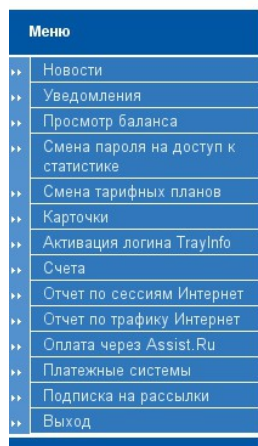 Меню
Новости
Уведомления
Просмотр баланса
Смена пароля на доступ к
статистике
Смена тарифных планов
Карточки
Активация логина TrayInfo
Счета
Отчет по сессиям Интернет
Отчет по трафику Интернет
Оплата через Assist.Ru
Платежные системы
Подписка на рассылки
Выход